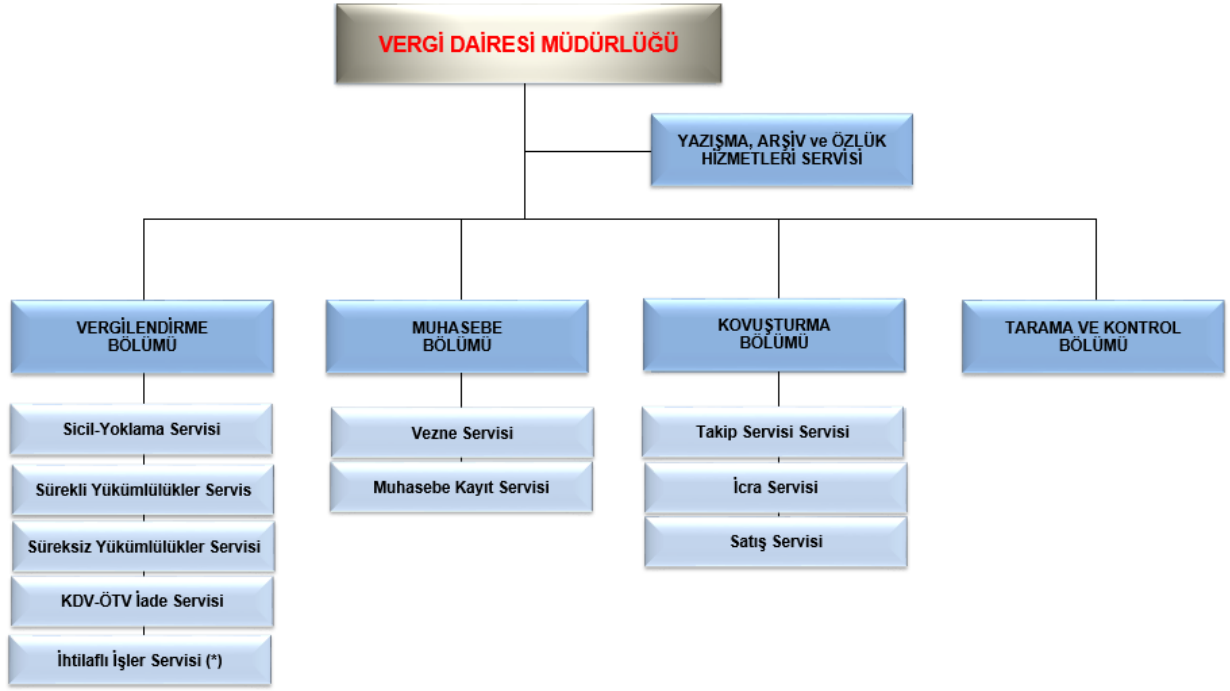 VERGİ DAİRESİ MÜDÜRLÜĞÜ
YAZIŞMA, ARŞİV ve ÖZLÜK
HİZMETLERİ SERVİSİ
VERGİLENDİRME
BÖLÜMÜ
Sicil-Yoklama Servisi
Sürekli Yükümlülükler Servis
Süreksiz Yükümlülükler Servisi
KDV-ÖTV İade Servisi
İhtilaflı İşler Servisi (*)
MUHASEBE
BÖLÜMÜ
Vezne Servisi
Muhasebe Kayıt Servisi
KOVUŞTURMA
BÖLÜMÜ
Takip Servisi Servisi
İcra Servisi
Satış Servisi
TARAMA VE KONTROL
BÖLÜMÜ